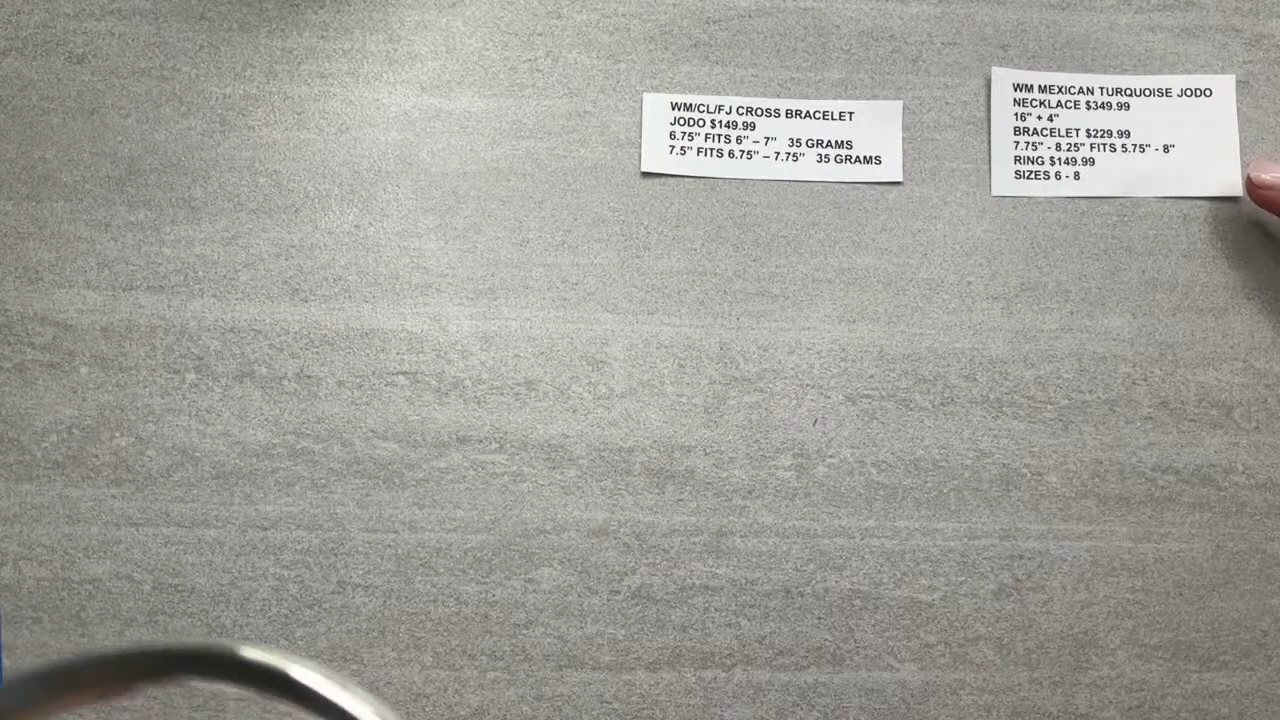 WM/CL/FJ CROSS BRACELET
JODO $149.99
6.75" FITS 6" – 7" 35 GRAMS
7.5" FITS 6.75" – 7.75" 35 GRAMS
WM MEXICAN TURQUOISE JODO
NECKLACE $349.99
16" + 4"
BRACELET $229.99
7.75" - 8.25" FITS 5.75" - 8"
RING $149.99
SIZES 6 - 8